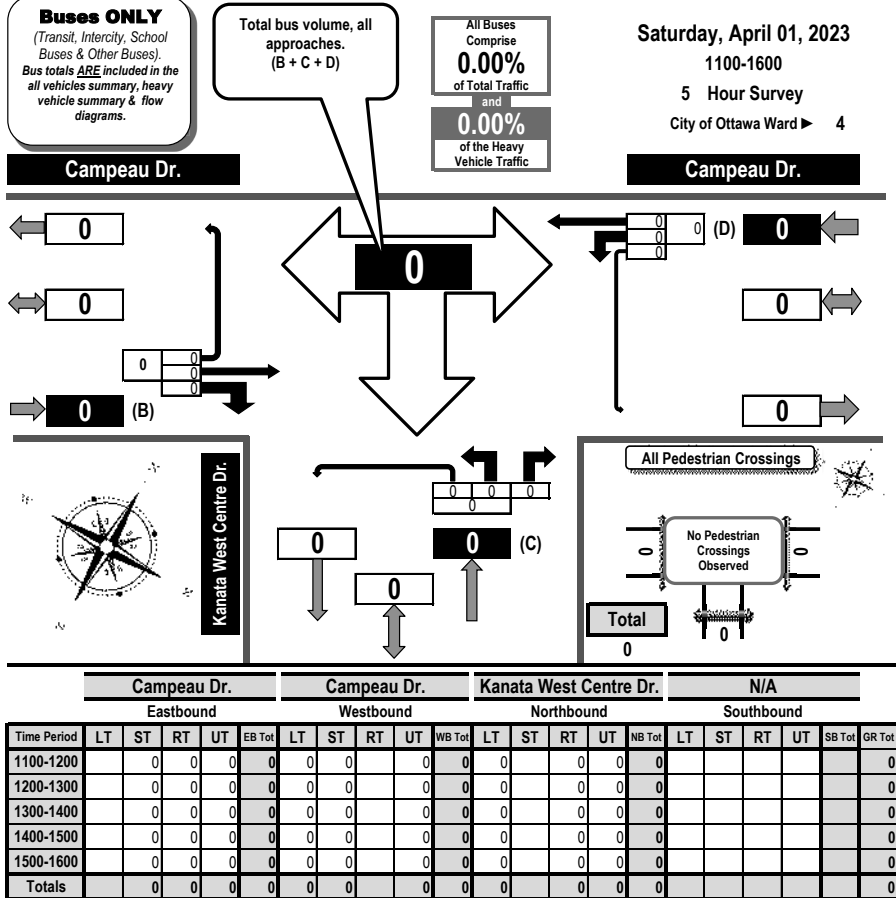 Buses ONLY
(Transit, Intercity, School
Buses & Other Buses).
Bus totals ARE included in the
all vehicles summary, heavy
vehicle summary & flow
diagrams.
Total bus volume, all
approaches.
(B + C + D)
All Buses
Comprise
0.00%
of Total Traffic
and
0.00%
of the Heavy
Vehicle Traffic
Saturday, April 01, 2023
1100-1600
5 Hour Survey
City of Ottawa Ward ► 4
Campeau Dr.
Campeau Dr.
0
0
0
0
0
0
0 (B)
0
0
0
0
0
(D) 0
0
0
Kanata West Centre Dr.
0 0 0
0
0
0 (C)
0
All Pedestrian Crossings
No Pedestrian
Crossings
Observed
0
0
0
Total
0
Campeau Dr. Campeau Dr. Kanata West Centre Dr. N/A
Eastbound Westbound Northbound Southbound
Time Period LT ST RT UT EB Tot LT ST RT UT WB Tot LT ST RT UT NB Tot LT ST RT UT SB Tot GR Tot
1100-1200 0 0 0 0 0 0 0 0 0 0 0 0 0
1200-1300 0 0 0 0 0 0 0 0 0 0 0 0 0
1300-1400 0 0 0 0 0 0 0 0 0 0 0 0 0
1400-1500 0 0 0 0 0 0 0 0 0 0 0 0 0
1500-1600 0 0 0 0 0 0 0 0 0 0 0 0 0
Totals 0 0 0 0 0 0 0 0 0 0 0 0 0